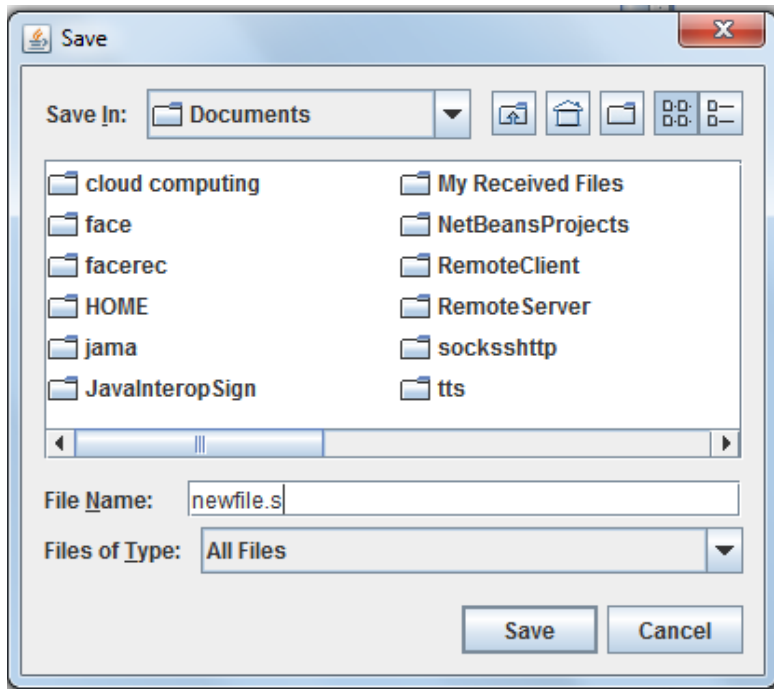 Save
Save In: Documents
cloud computing
face
facerec
HOME
jama
JavaInteropSign
My Received Files
NetBeansProjects
RemoteClient
RemoteServer
socksshttp
tts
File Name: newfile.s
Files of Type: All Files
Save Cancel